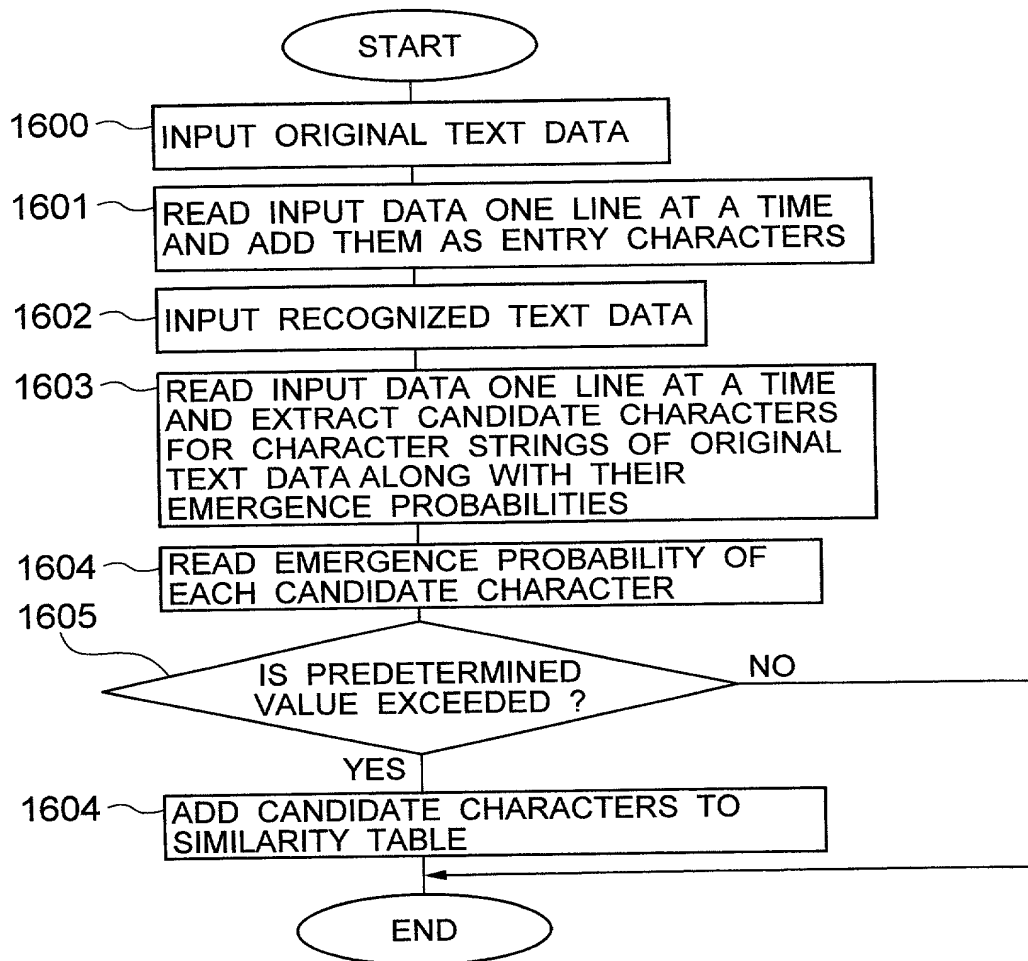 START
1600
INPUT ORIGINAL TEXT DATA
1601
READ INPUT DATA ONE LINE AT A TIME
AND ADD THEM AS ENTRY CHARACTERS
1602
INPUT RECOGNIZED TEXT DATA
1603
READ INPUT DATA ONE LINE AT A TIME
AND EXTRACT CANDIDATE CHARACTERS
FOR CHARACTER STRINGS OF ORIGINAL
TEXT DATA ALONG WITH THEIR
EMERGENCE PROBABILITIES
1604
READ EMERGENCE PROBABILITY OF
EACH CANDIDATE CHARACTER
1605
IS PREDETERMINED
VALUE EXCEEDED ?
NO
YES
1604
ADD CANDIDATE CHARACTERS TO
SIMILARITY TABLE
END